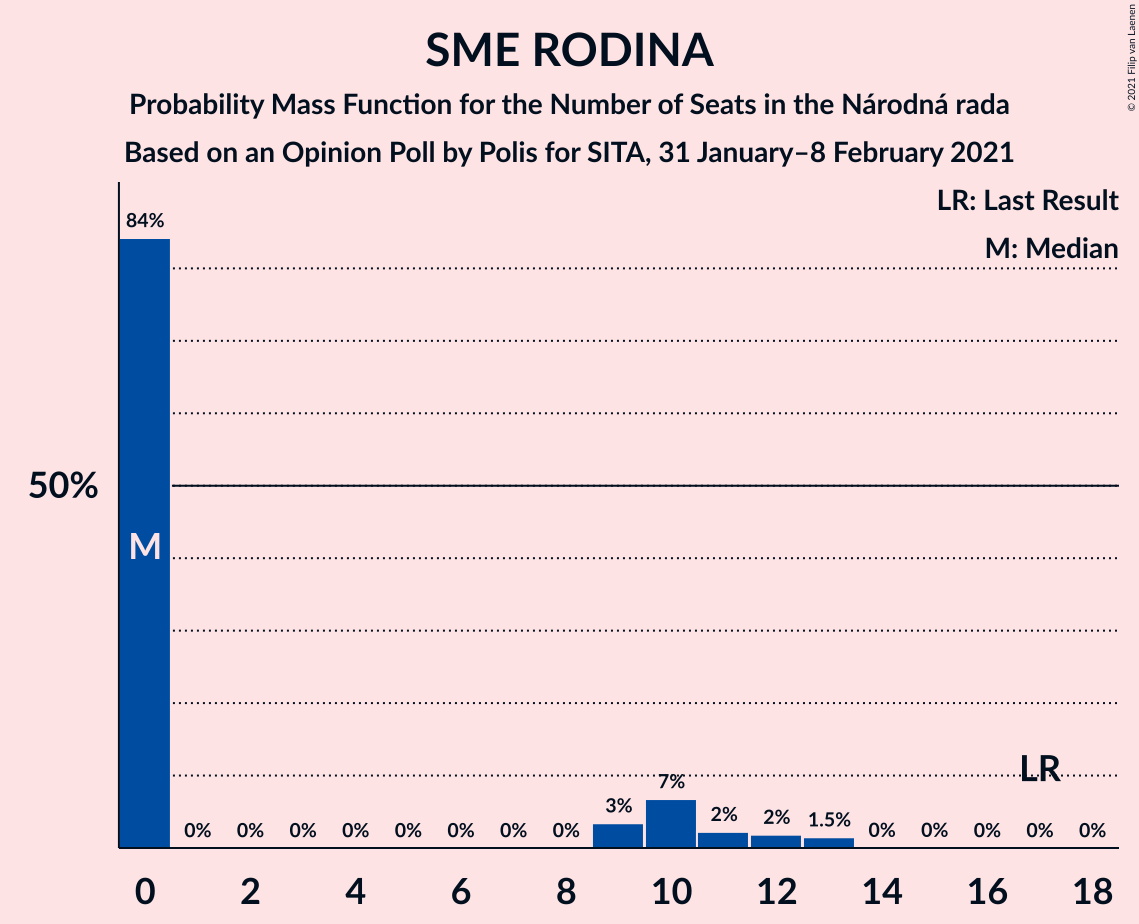 SME RODINA
Probability Mass Function for the Number of Seats in the Národná rada
Based on an Opinion Poll by Polis for SITA, 31 January–8 February 2021
© 2021 Filip van Laenen
LR: Last Result
M: Median
84%
50%
M
LR
0% 0% 0% 0% 0% 0% 0% 0% 3% 7% 2% 2% 1.5% 0% 0% 0% 0% 0%
0 2 4 6 8 10 12 14 16 18